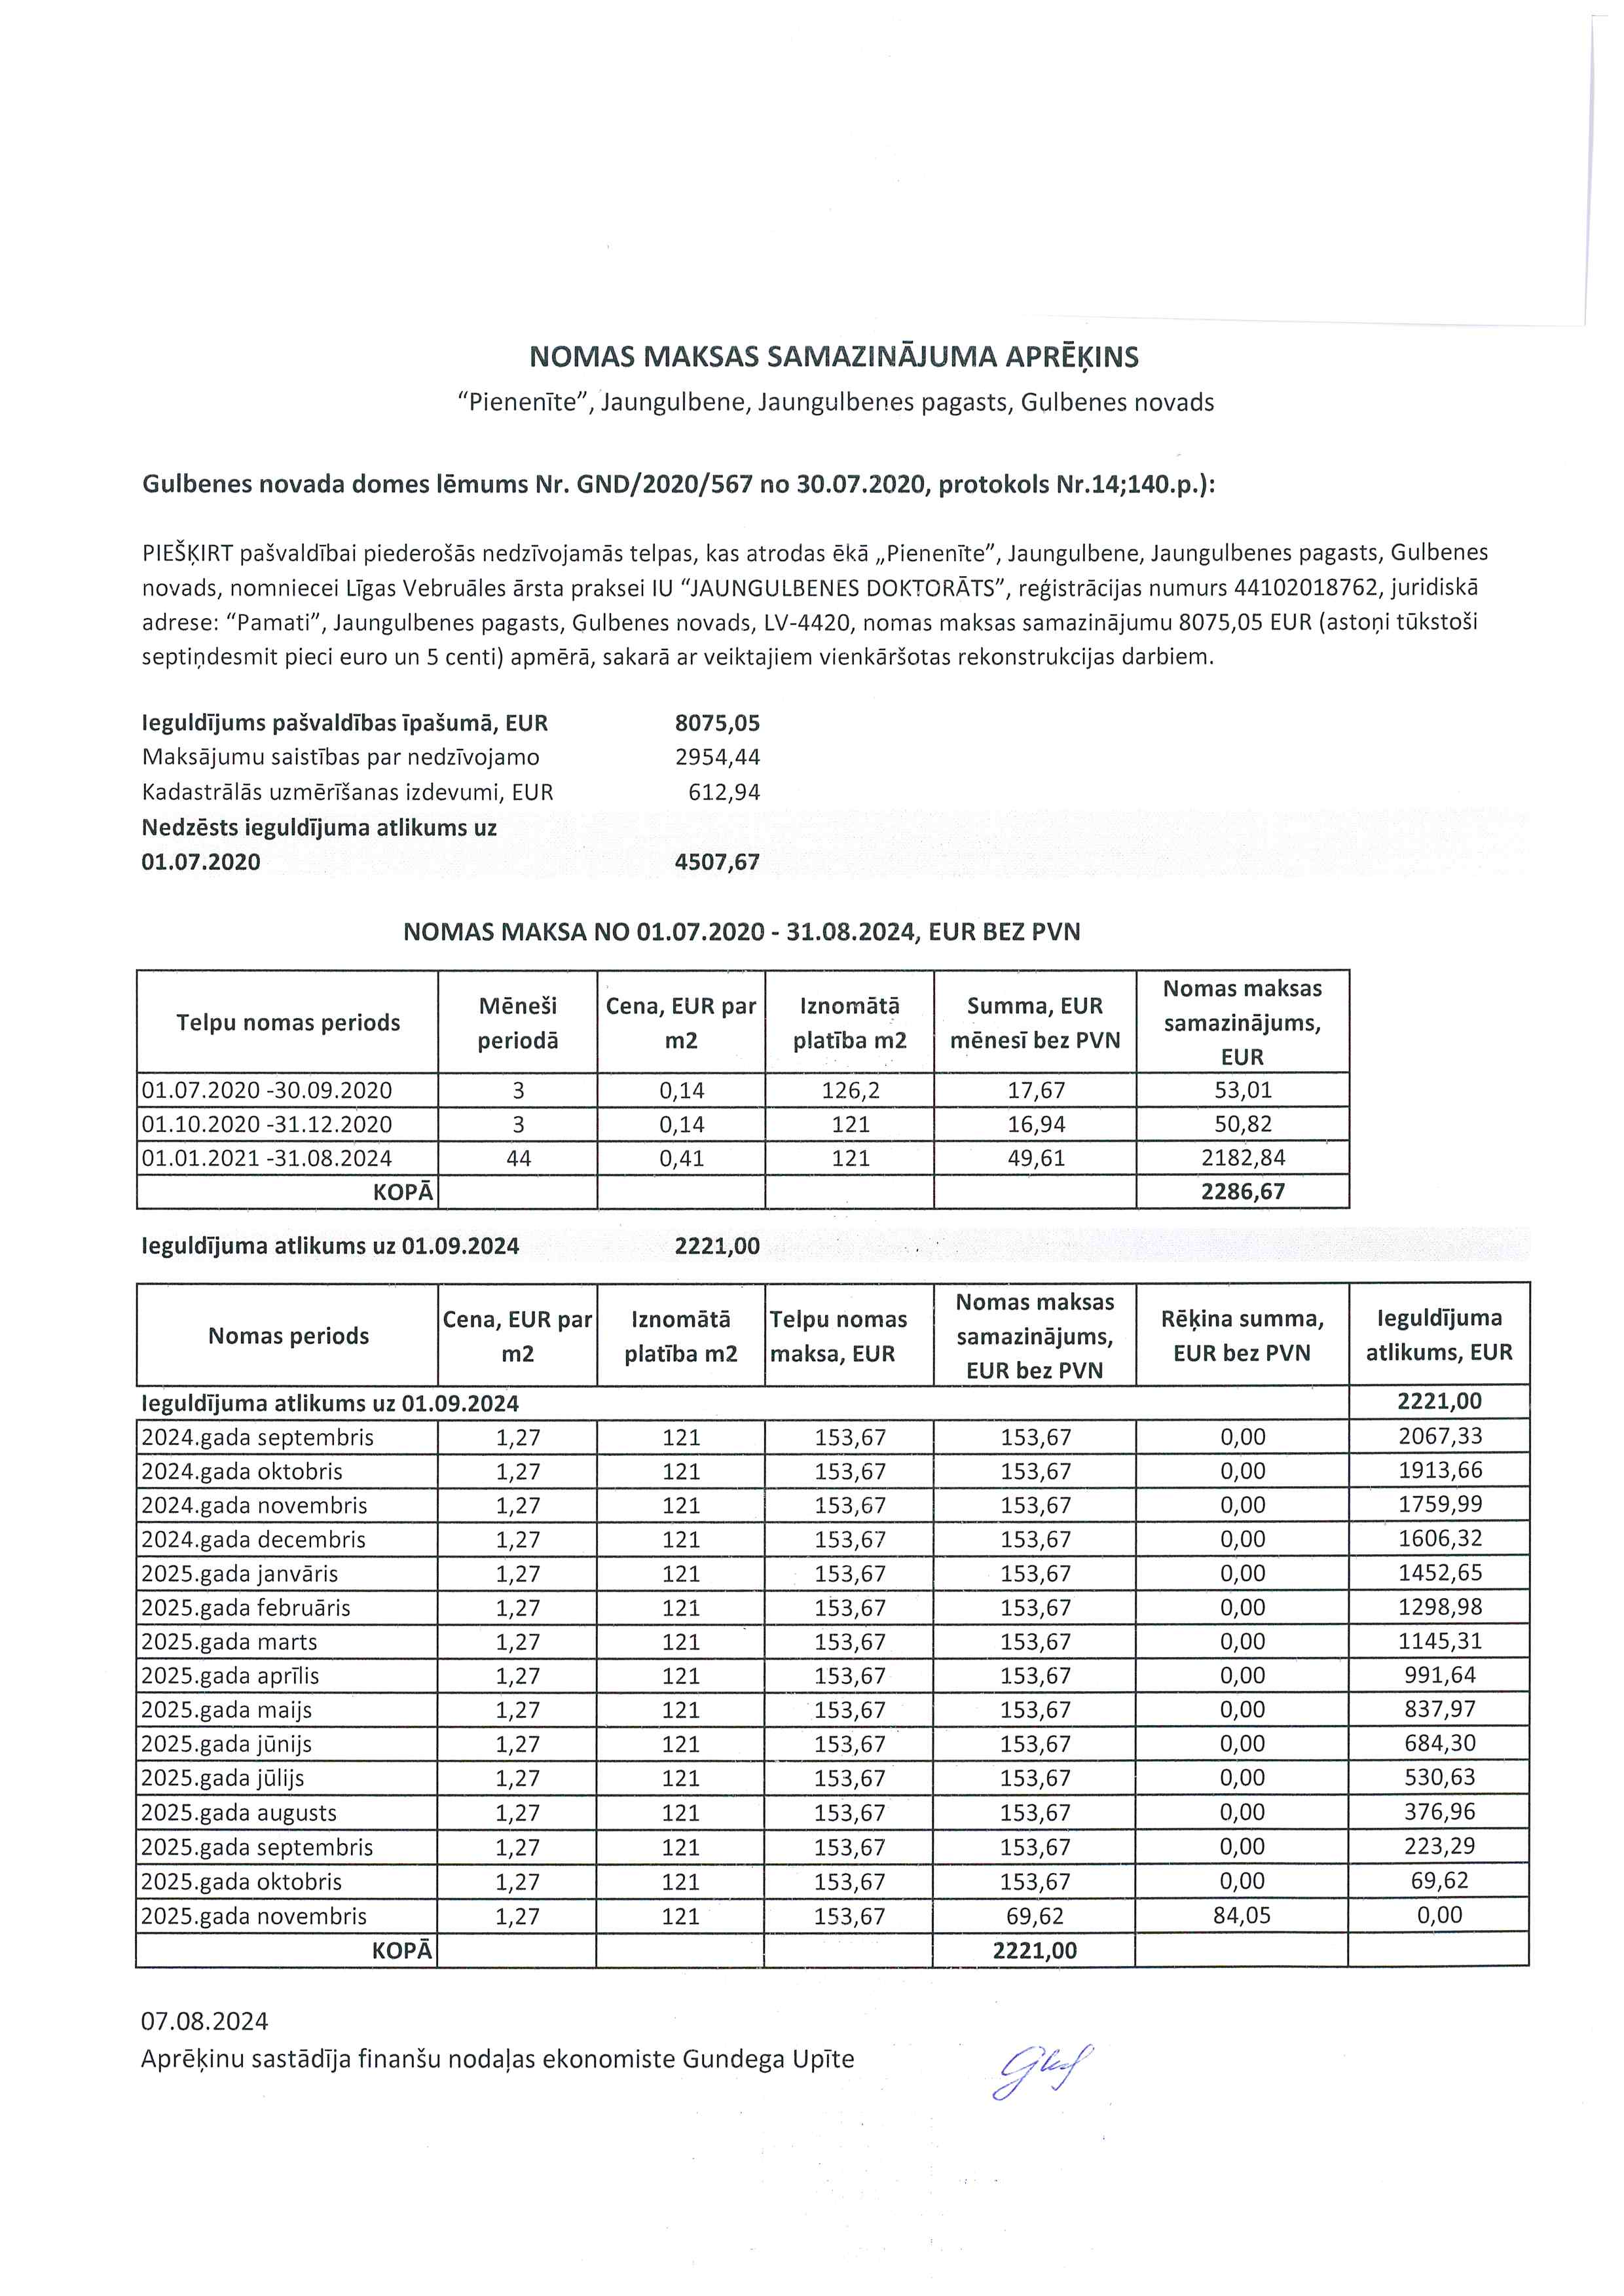 NOMAS MAKSAS SAMAZINĀJUMA APRĒĶINS
“Pienenīte”, Jaungulbene, Jaungulbenes pagasts, Gulbenes novads
Gulbenes novada domes lēmums Nr. GND/2020/567 no 30.07.2020, protokols Nr.14;140.p.):
PIEŠĶIRT pašvaldībai piederošās nedzīvojamās telpas, kas atrodas ēkā „Pienenīte”, Jaungulbene, Jaungulbenes pagasts, Gulbenes
novads, nomniecei Līgas Vebruāles ārsta praksei IU “JAUNGULBENES DOKTORĀTS”, reģistrācijas numurs 44102018762, juridiskā
adrese: “Pamati”, Jaungulbenes pagasts, Gulbenes novads, LV-4420, nomas maksas samazinājumu 8075,05 EUR (astoņi tūkstoši
septiņdesmit pieci euro un 5 centi) apmērā, sakarā ar veiktajiem vienkāršotas rekonstrukcijas darbiem.
Ieguldījums pašvaldības īpašumā, EUR 8075,05
Maksājumu saistības par nedzīvojamo 2954,44
Kadastrālās uzmērīšanas izdevumi, EUR 612,94
Nedzēsts ieguldījuma atlikums uz
01.07.2020 4507,67
NOMAS MAKSA NO 01.07.2020 - 31.08.2024, EUR BEZ PVN
Telpu nomas periods Mēneši periodā Cena, EUR par m2 Iznomātā platība m2 Summa, EUR mēnesī bez PVN Nomas maksas samazinājums, EUR
01.07.2020 -30.09.2020 3 0,14 126,2 17,67 53,01
01.10.2020 -31.12.2020 3 0,14 121 16,94 50,82
01.01.2021 -31.08.2024 44 0,41 121 49,61 2182,84
KOPĀ 2286,67
Ieguldījuma atlikums uz 01.09.2024 2221,00
Nomas periods Cena, EUR par m2 Iznomātā platība m2 Telpu nomas maksa, EUR Nomas maksas samazinājums, EUR bez PVN Rēķina summa, EUR bez PVN Ieguldījuma atlikums, EUR
Ieguldījuma atlikums uz 01.09.2024 2221,00
2024.gada septembris 1,27 121 153,67 153,67 0,00 2067,33
2024.gada oktobris 1,27 121 153,67 153,67 0,00 1913,66
2024.gada novembris 1,27 121 153,67 153,67 0,00 1759,99
2024.gada decembris 1,27 121 153,67 153,67 0,00 1606,32
2025.gada janvāris 1,27 121 153,67 153,67 0,00 1452,65
2025.gada februāris 1,27 121 153,67 153,67 0,00 1298,98
2025.gada marts 1,27 121 153,67 153,67 0,00 1145,31
2025.gada aprīlis 1,27 121 153,67 153,67 0,00 991,64
2025.gada maijs 1,27 121 153,67 153,67 0,00 837,97
2025.gada jūnijs 1,27 121 153,67 153,67 0,00 684,30
2025.gada jūlijs 1,27 121 153,67 153,67 0,00 530,63
2025.gada augusts 1,27 121 153,67 153,67 0,00 376,96
2025.gada septembris 1,27 121 153,67 153,67 0,00 223,29
2025.gada oktobris 1,27 121 153,67 153,67 0,00 69,62
2025.gada novembris 1,27 121 153,67 69,62 84,05 0,00
KOPĀ 2221,00
07.08.2024
Aprēķinu sastādīja finanšu nodaļas ekonomiste Gundega Upīte